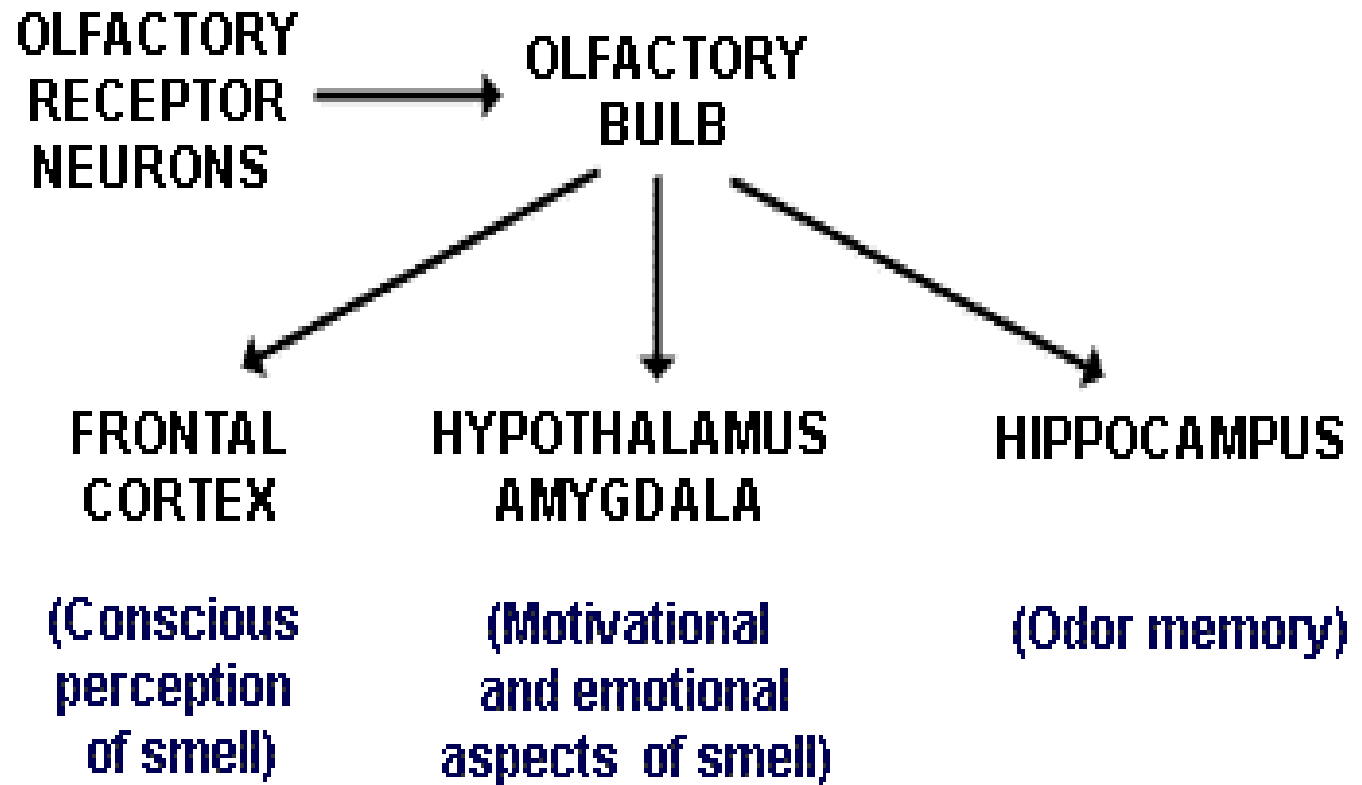 OLFACTORY
RECEPTOR
NEURONS
OLFACTORY
BULB
FRONTAL
CORTEX
(Conscious
perception
of smell)
HYPOTHALAMUS
AMYGDALA
(Motivational
and emotional
aspects of smell)
HIPPOCAMPUS
(Odor memory)